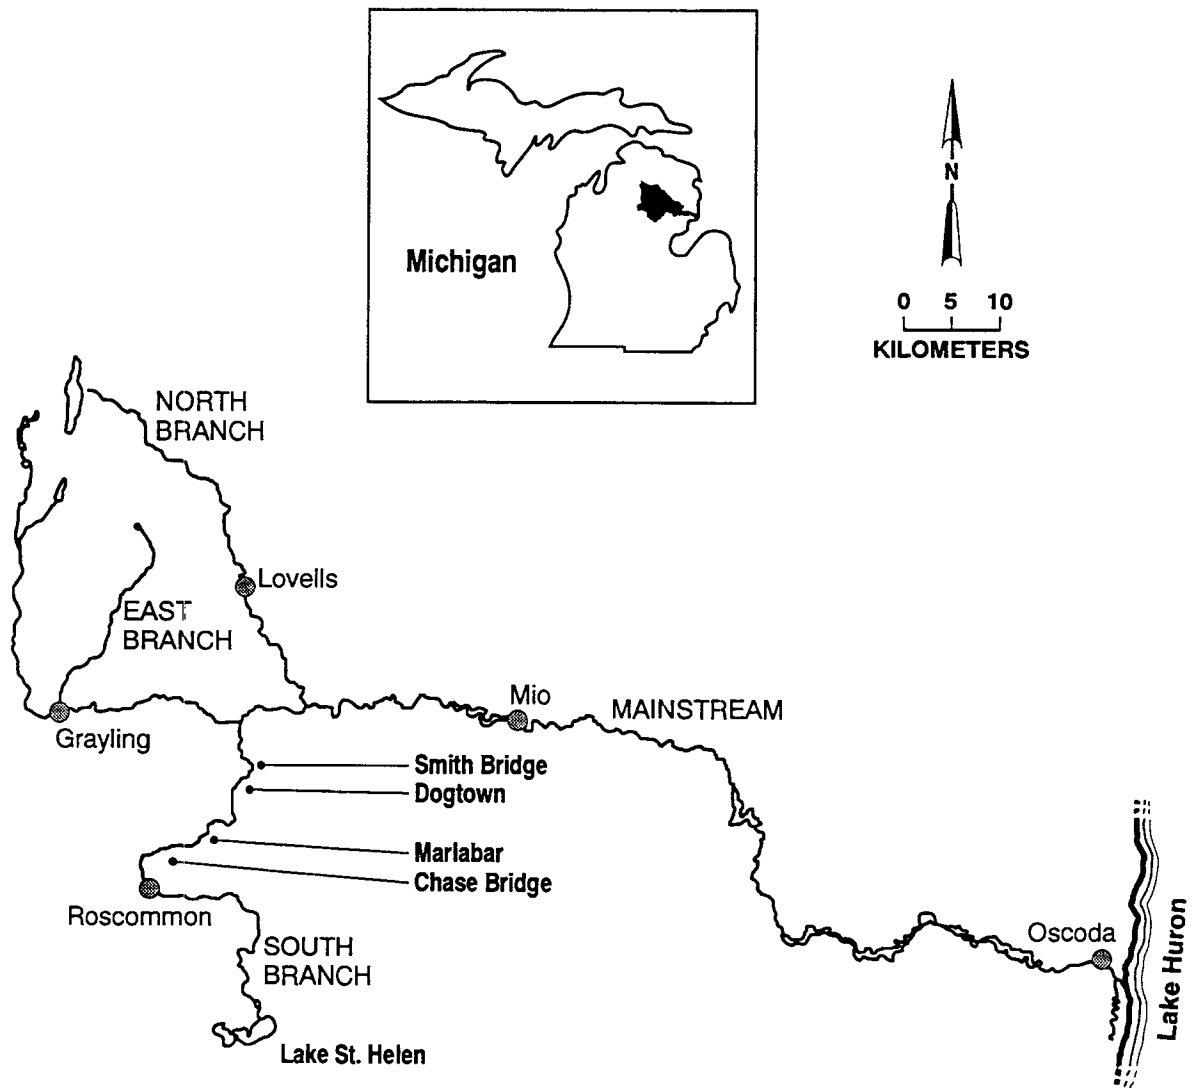 Michigan
N
0 5 10
KILOMETERS
NORTH
BRANCH
Lovells
EAST
BRANCH
Mio
MAINSTREAM
Grayling
Smith Bridge
Dogtown
Marlabar
Chase Bridge
Roscommon
SOUTH
BRANCH
Oscoda
Lake Huron
Lake St. Helen